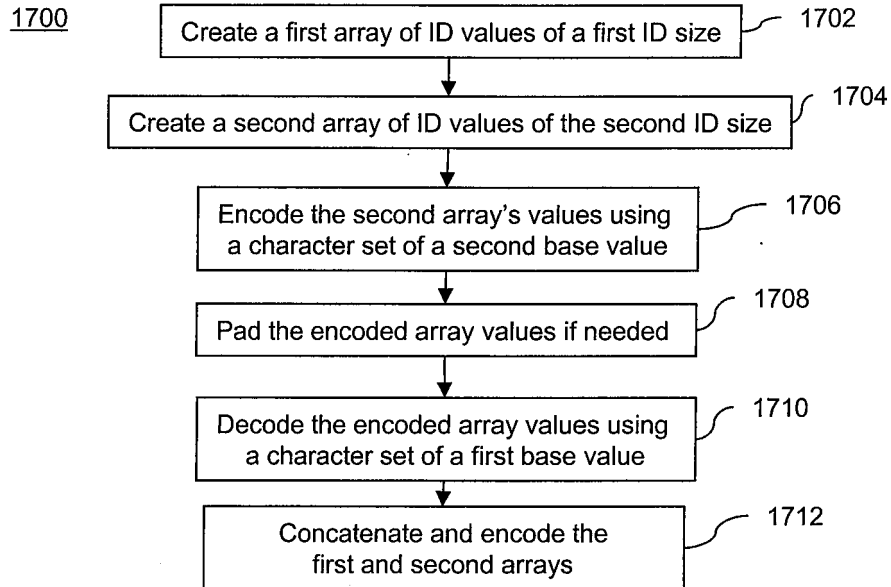 1700
Create a first array of ID values of a first ID size
1702
Create a second array of ID values of the second ID size
1704
Encode the second array's values using
a character set of a second base value
1706
Pad the encoded array values if needed
1708
Decode the encoded array values using
a character set of a first base value
1710
Concatenate and encode the
first and second arrays
1712